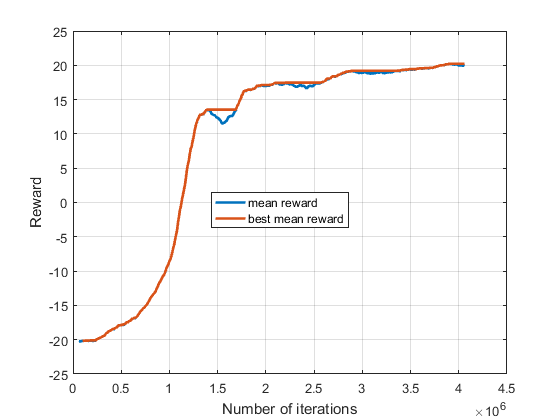 25
20
15
10
5
0
-5
-10
-15
-20
-25
Reward
mean reward
best mean reward
0 0.5 1 1.5 2 2.5 3 3.5 4 4.5
Number of iterations
×10^6